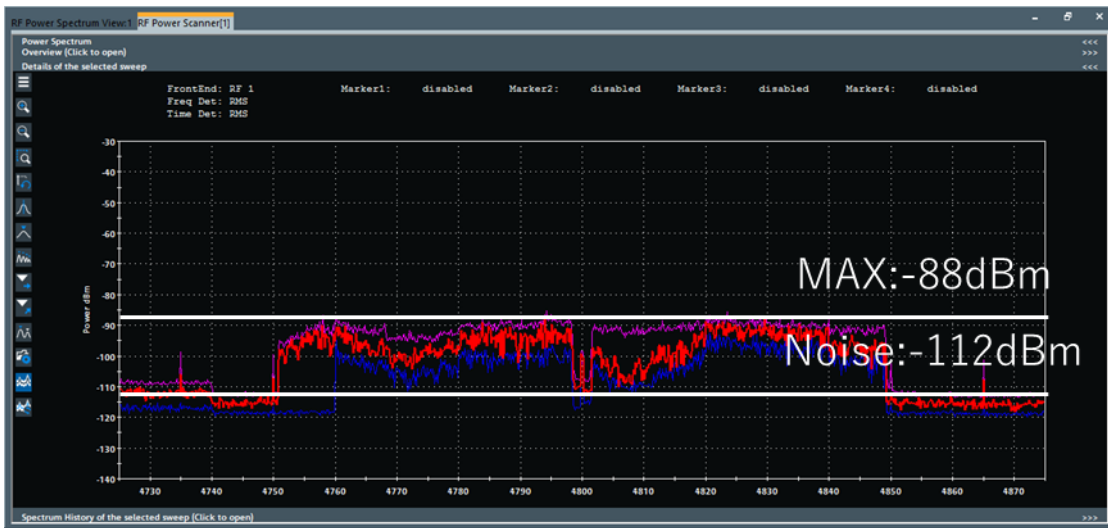 RF Power Spectrum View:1 RF Power Scanner[1]
Power Spectrum <<<
Overview (Click to open) >>>
Details of the selected sweep <<<
FrontEnd: RF 1 Marker1: disabled Marker2: disabled Marker3: disabled Marker4: disabled
Freq Det: RMS
Time Det: RMS
-30
-40
-50
-60
-70
MAX:-88dBm
-80
Power dBm
-90
Noise:-112dBm
-100
-110
-120
-130
-140
4730 4740 4750 4760 4770 4780 4790 4800 4810 4820 4830 4840 4850 4860 4870
Spectrum History of the selected sweep (Click to open) >>>